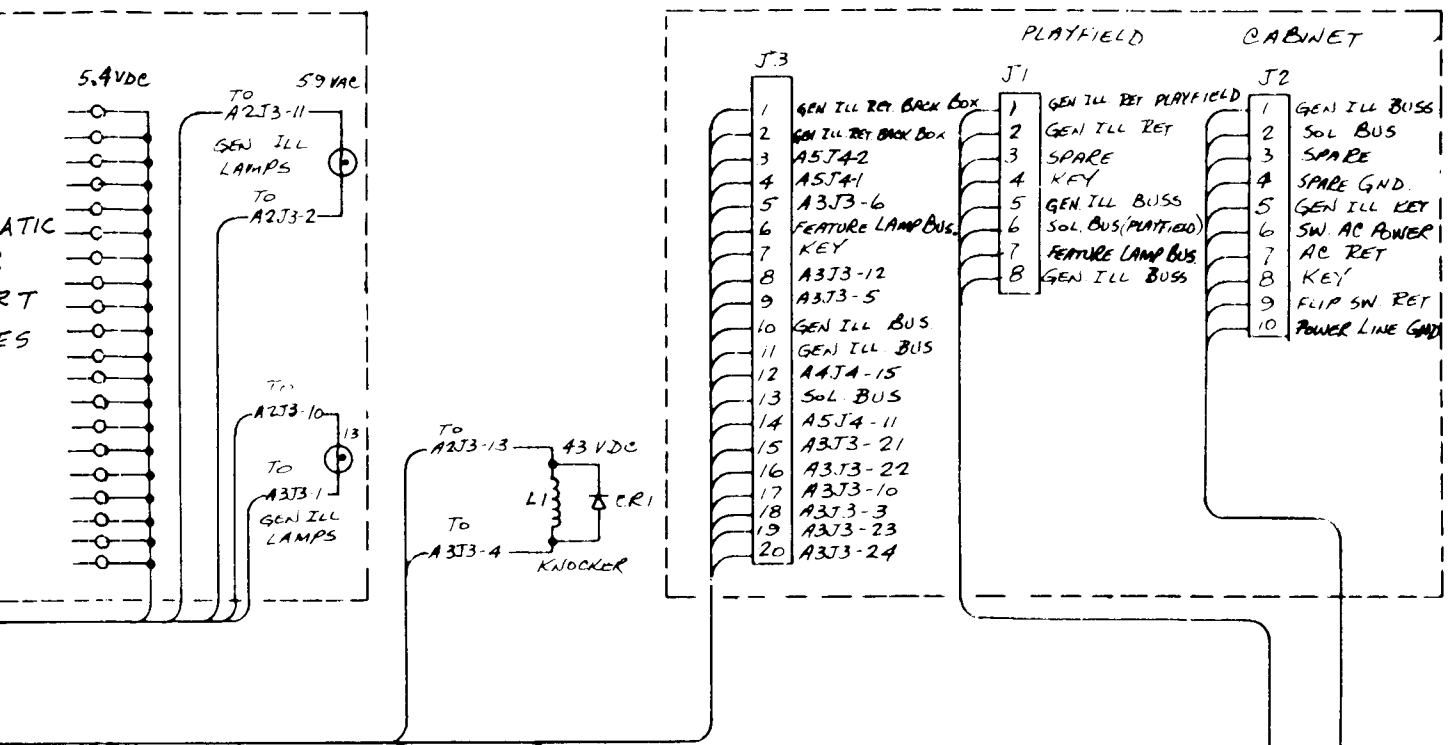 5.4VDC
59 VAC
TO
A2J3-11
GEN ILL
LAMPS
TO
A2J3-2
ATIC
RT
ES
TO
A2J3-10
13
TO
A3J3-1
GEN ILL
LAMPS
TO
A2J3-13
43 VDC
L1
CR1
TO
A3J3-4
KNOCKER
J3
1 GEN ILL RET. BACK BOX
2 GEN ILL RET BACK BOX
3 A5J4-2
4 A5J4-1
5 A3J3-6
6 FEATURE LAMP BUS.
7 KEY
8 A3J3-12
9 A3J3-5
10 GEN ILL BUS.
11 GEN ILL. BUS
12 A4J4-15
13 SOL. BUS
14 A5J4-11
15 A3J3-21
16 A3J3-22
17 A3J3-10
18 A3J3-3
19 A3J3-23
20 A3J3-24
PLAYFIELD
J1
1 GEN ILL RET PLAYFIELD
2 GEN ILL RET
3 SPARE
4 KEY
5 GEN. ILL BUSS
6 SOL. BUS (PLAYFIELD)
7 FEATURE LAMP BUS.
8 GEN ILL BUSS
CABINET
J2
1 GEN ILL BUSS
2 SOL BUS
3 SPARE
4 SPARE GND.
5 GEN ILL RET
6 SW. AC POWER
7 AC RET
8 KEY
9 FLIP SW. RET
10 POWER LINE GND